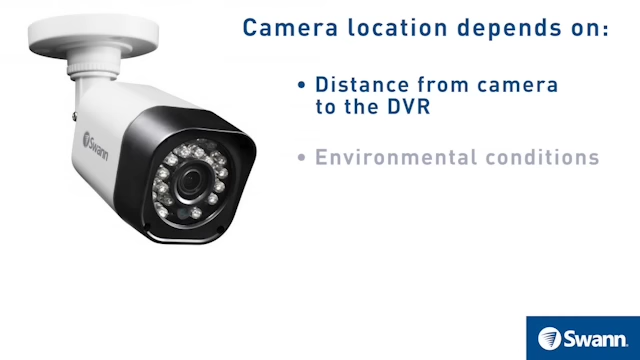 Camera location depends on:
• Distance from camera
to the DVR
• Environmental conditions
Swann
Swann